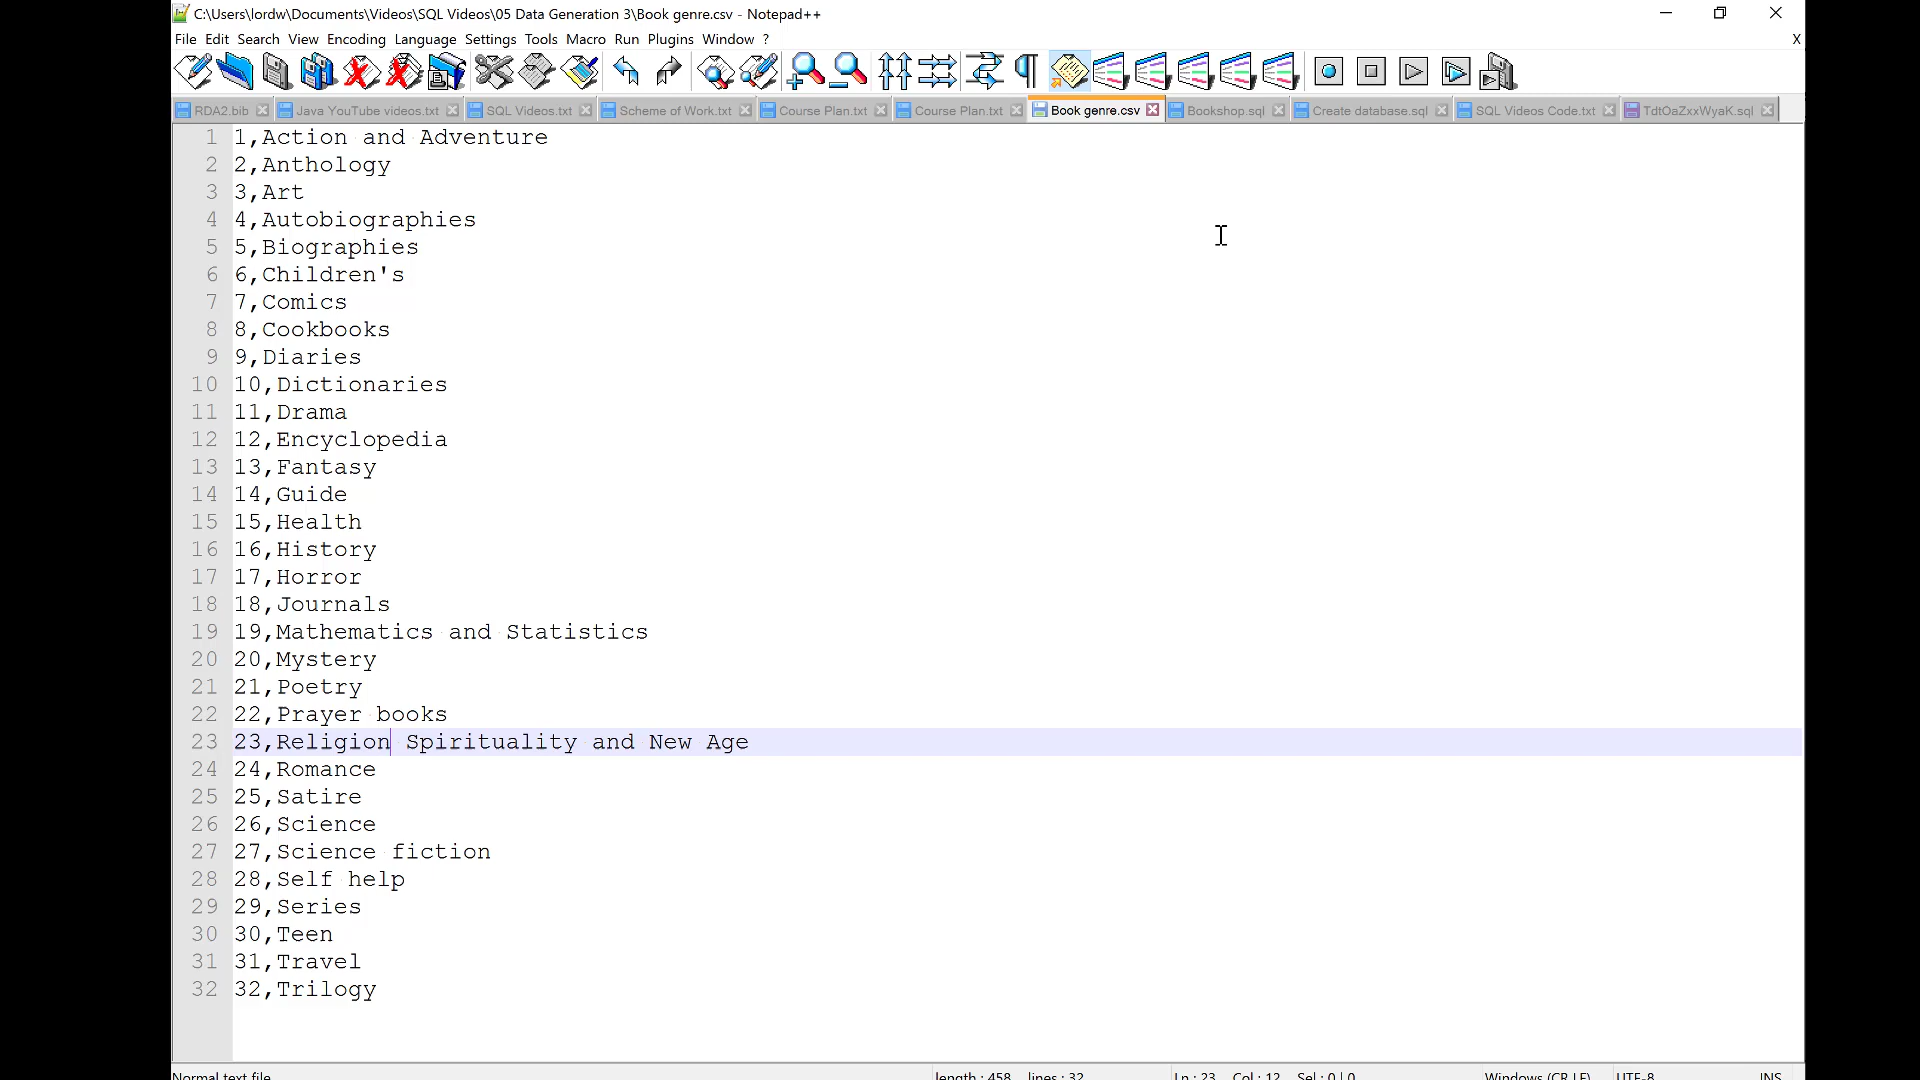 C:\Users\lordw\Documents\Videos\SQL Videos\05 Data Generation 3\Book genre.csv - Notepad++
File Edit Search View Encoding Language Settings Tools Macro Run Plugins Window ? X
RDA2.bib Java YouTube videos.txt SQL Videos.txt Scheme of Work.txt Course Plan.txt Course Plan.txt Book genre.csv Bookshop.sql Create database.sql SQL Videos Code.txt TdtOaZxxWyaK.sql
1 1,Action and Adventure
2 2,Anthology
3 3,Art
4 4,Autobiographies
5 5,Biographies
6 6,Children's
7 7,Comics
8 8,Cookbooks
9 9,Diaries
10 10,Dictionaries
11 11,Drama
12 12,Encyclopedia
13 13,Fantasy
14 14,Guide
15 15,Health
16 16,History
17 17,Horror
18 18,Journals
19 19,Mathematics and Statistics
20 20,Mystery
21 21,Poetry
22 22,Prayer books
23 23,Religion Spirituality and New Age
24 24,Romance
25 25,Satire
26 26,Science
27 27,Science fiction
28 28,Self help
29 29,Series
30 30,Teen
31 31,Travel
32 32,Trilogy
Normal text file length : 458 lines : 32 Ln : 23 Col : 12 Sel : 0 | 0 Windows (CR LF) UTF-8 INS